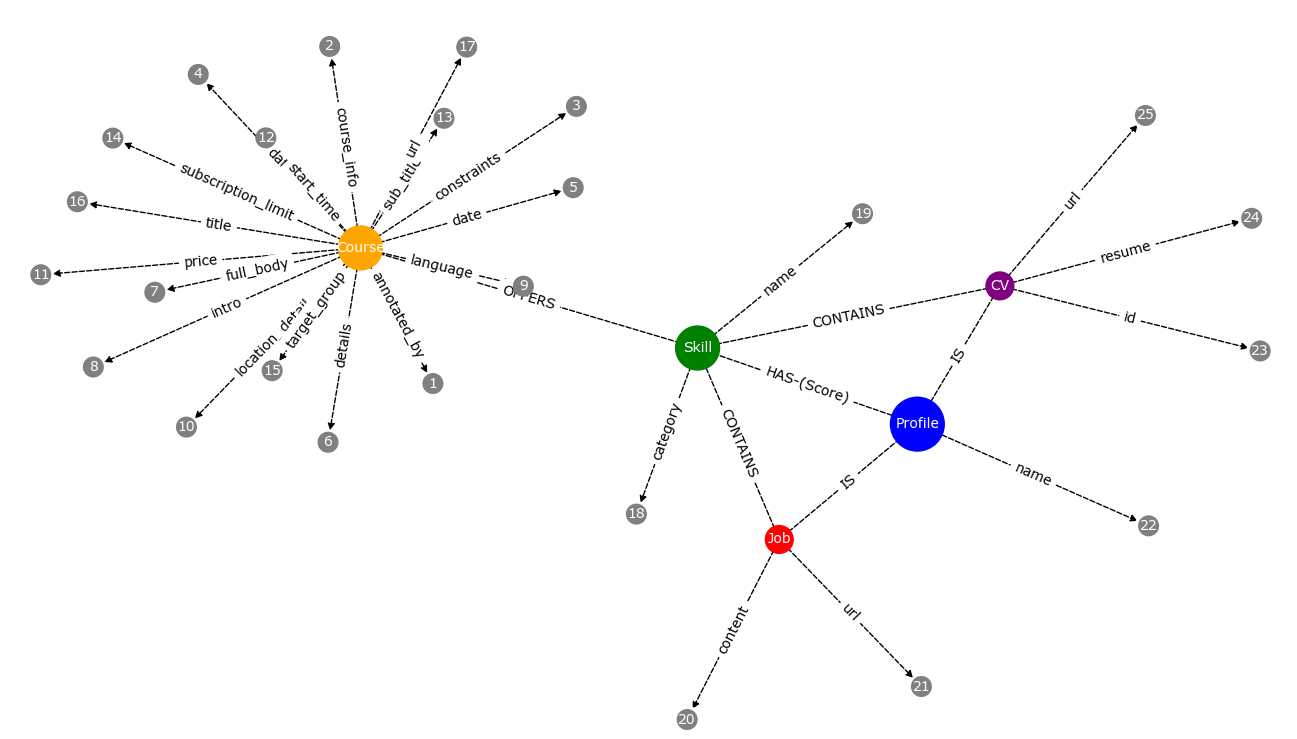 2
17
4
3
13
25
12
14
course_info
url
sub_title
constraints
start_time
subscription_limit
5
16
title
date
url
19
24
Course
resume
price
full_body
language
name
CV
11
7
9
OFFERS
intro
annotated_by
CONTAINS
id
target_group
location_detail
details
Skill
23
8
15
1
HAS-(Score)
IS
10
6
category
CONTAINS
Profile
name
18
IS
22
Job
content
url
21
20